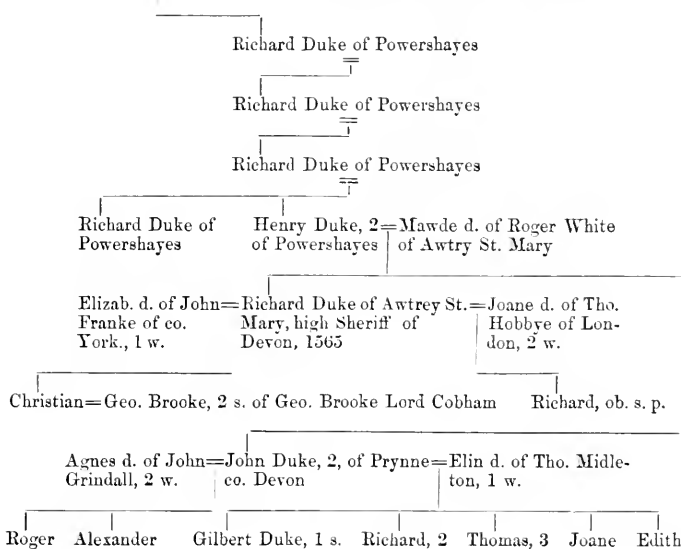 Richard Duke of Powershayes
Richard Duke of Powershayes
Richard Duke of Powershayes
Richard Duke of Powershayes
Henry Duke, 2=Mawde d. of Roger White
of Powershayes of Awtry St. Mary
Elizab. d. of John=Richard Duke of Awtrey St.=Joane d. of Tho.
Franke of co. Mary, high Sheriff of Hobbye of Lon-
York., 1 w. Devon, 1565 don, 2 w.
Christian=Geo. Brooke, 2 s. of Geo. Brooke Lord Cobham Richard, ob. s. p.
Agnes d. of John=John Duke, 2, of Prynne=Elin d. of Tho. Midle-
Grindall, 2 w. co. Devon ton, 1 w.
Roger Alexander Gilbert Duke, 1 s. Richard, 2 Thomas, 3 Joane Edith